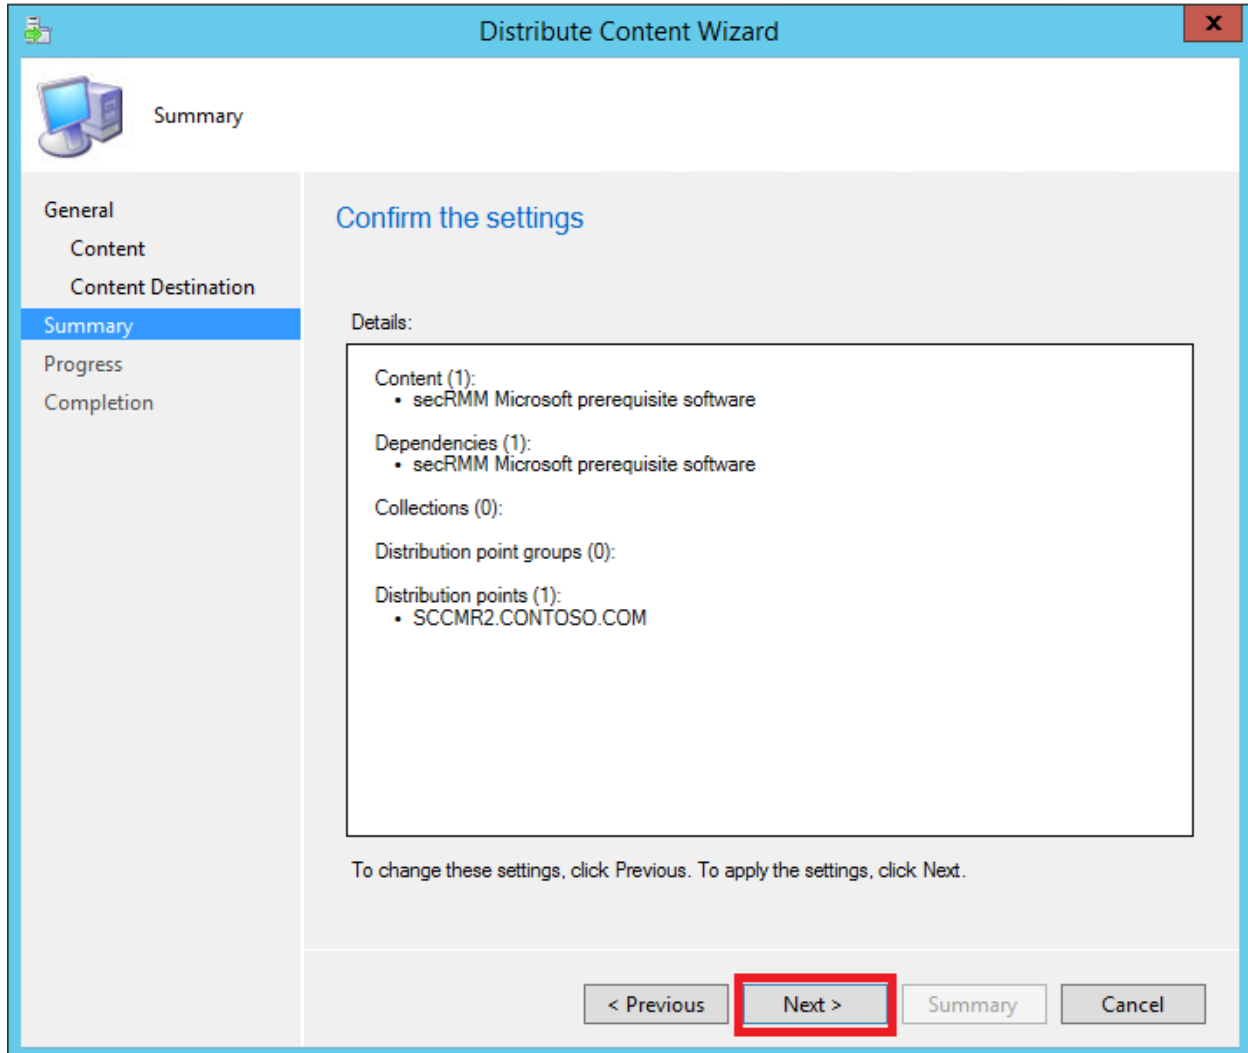 Distribute Content Wizard
x
Summary
General
Content
Content Destination
Summary
Progress
Completion
Confirm the settings
Details:
Content (1):
• secRMM Microsoft prerequisite software
Dependencies (1):
• secRMM Microsoft prerequisite software
Collections (0):
Distribution point groups (0):
Distribution points (1):
• SCCMR2.CONTOSO.COM
To change these settings, click Previous. To apply the settings, click Next.
< Previous Next > Summary Cancel